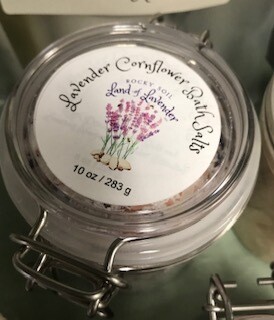 Lavender Cornflower Bath Salts
ROCKY SOIL
Land of Lavender
10 oz / 283 g